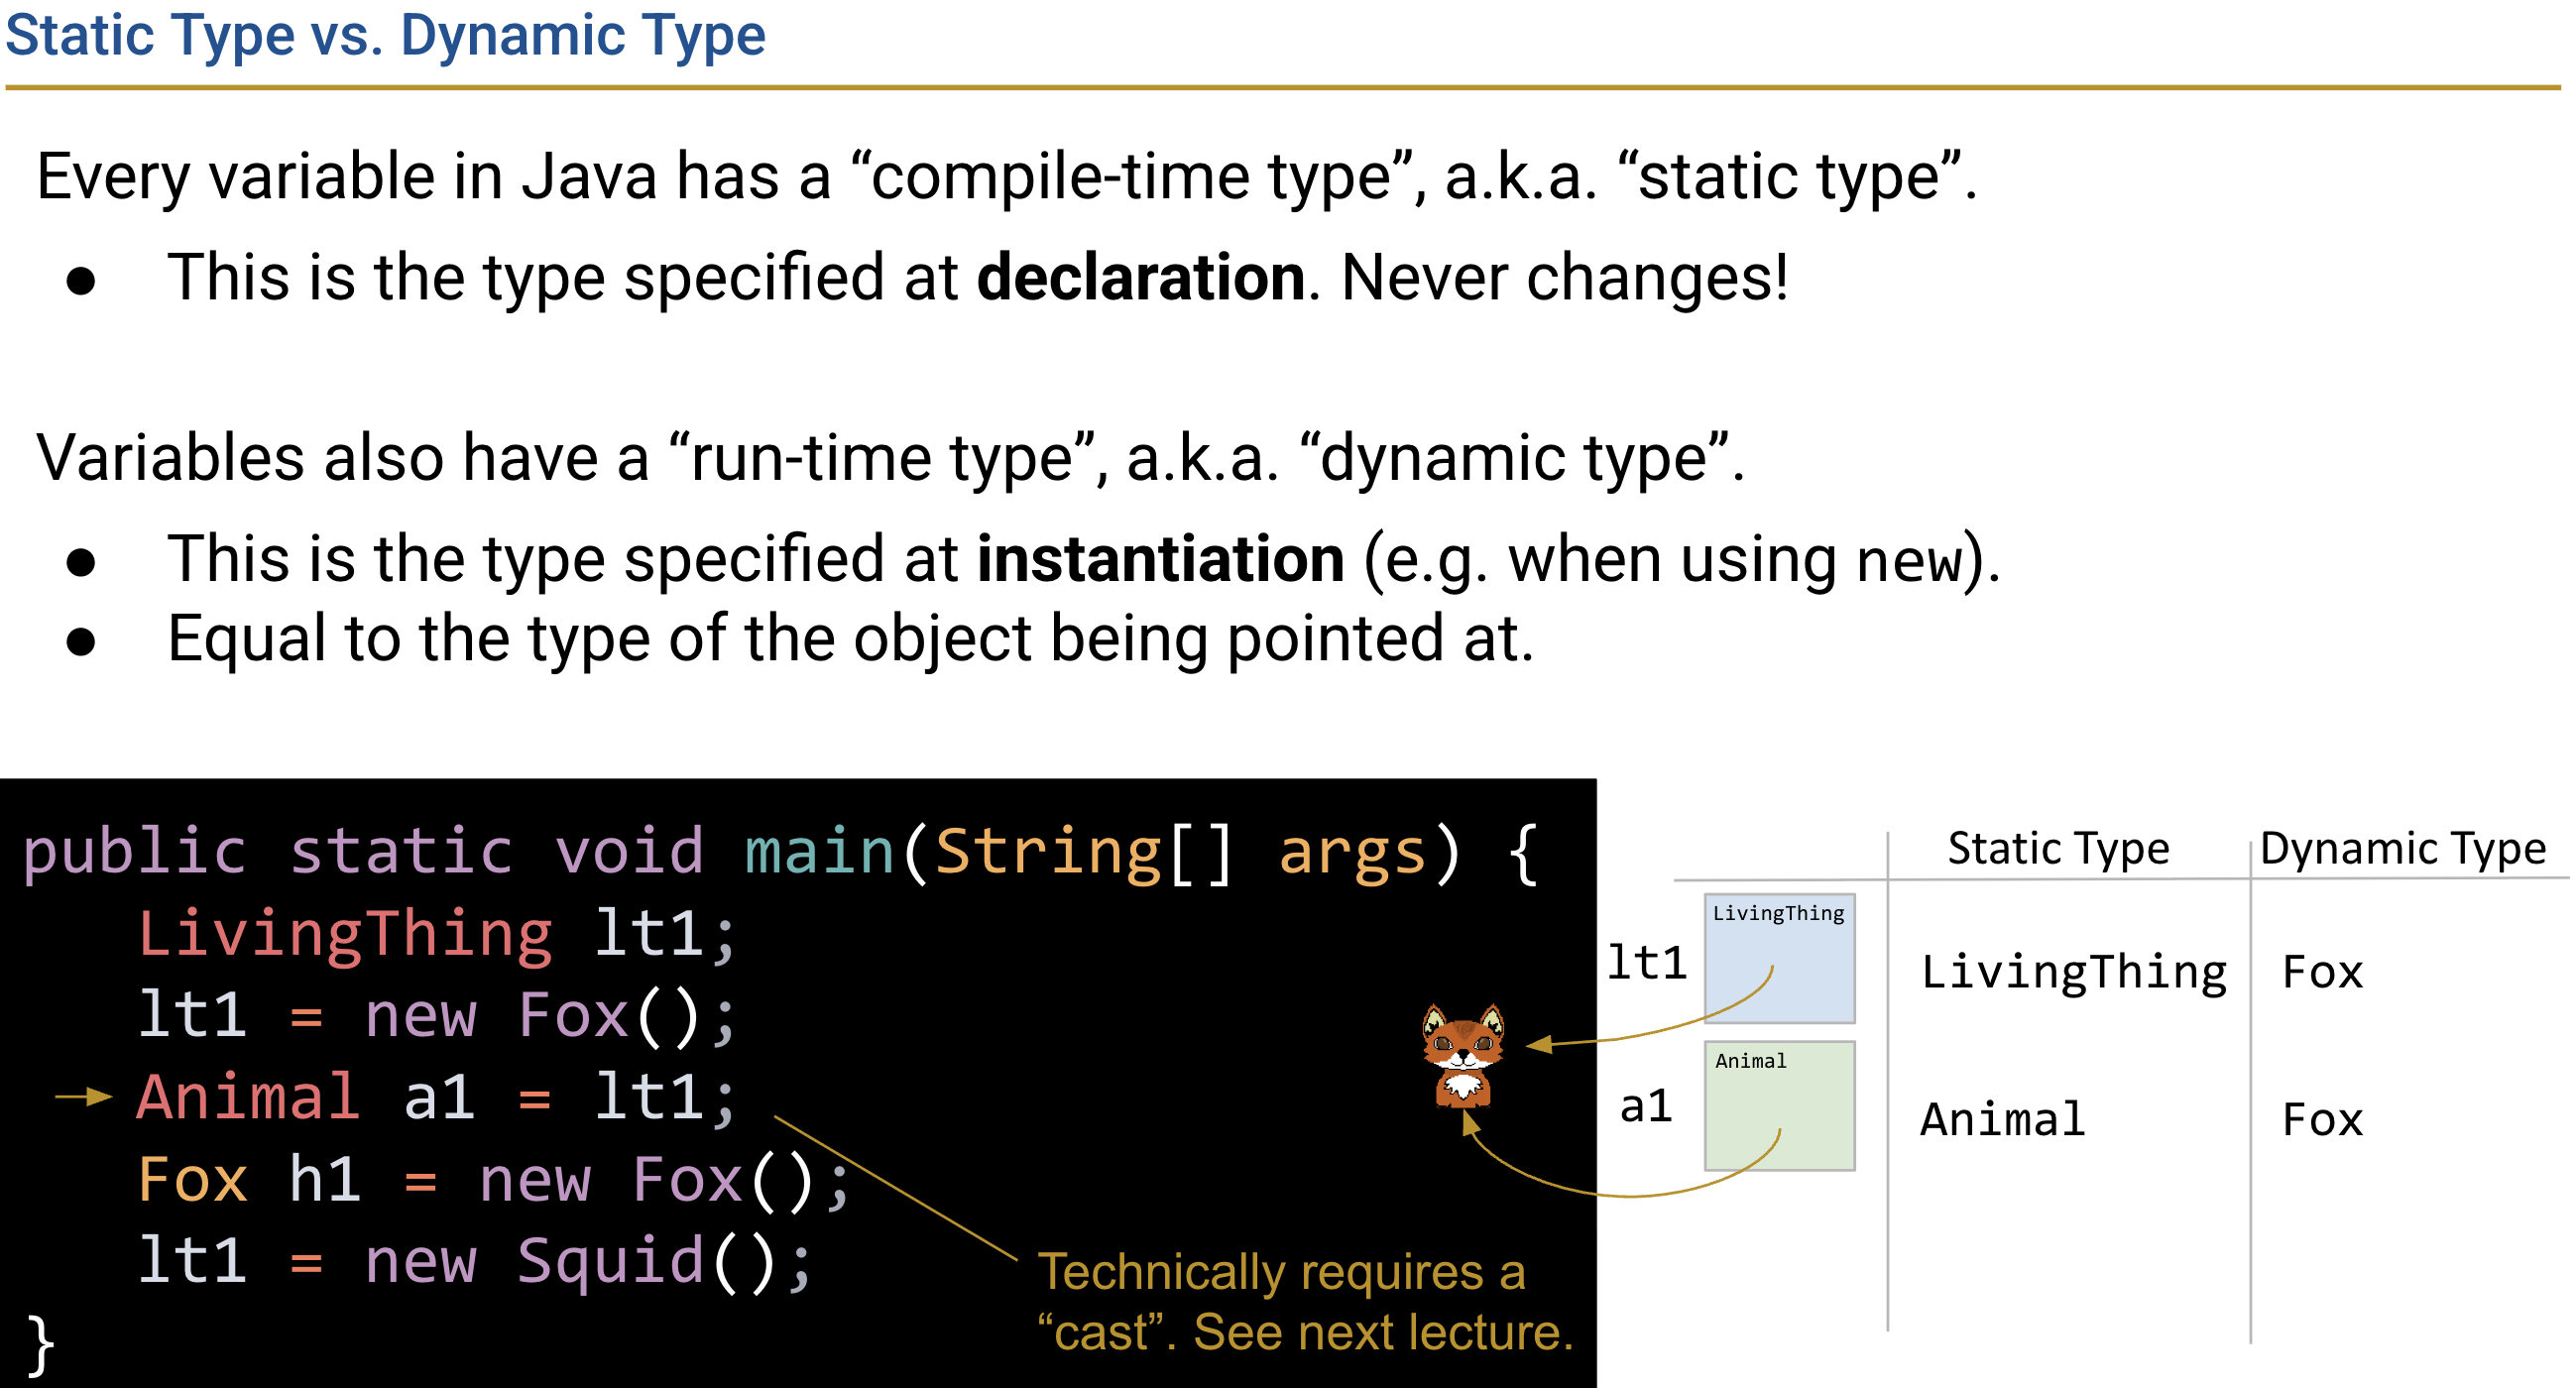 Static Type vs. Dynamic Type
Every variable in Java has a “compile-time type”, a.k.a. “static type”.
● This is the type specified at declaration. Never changes!
Variables also have a “run-time type”, a.k.a. “dynamic type”.
● This is the type specified at instantiation (e.g. when using new).
● Equal to the type of the object being pointed at.
public static void main(String[] args) {
LivingThing lt1;
lt1 = new Fox();
Animal a1 = lt1;
Fox h1 = new Fox();
lt1 = new Squid();
}
Technically requires a
“cast”. See next lecture.
Static Type Dynamic Type
lt1 LivingThing LivingThing Fox
a1 Animal Animal Fox